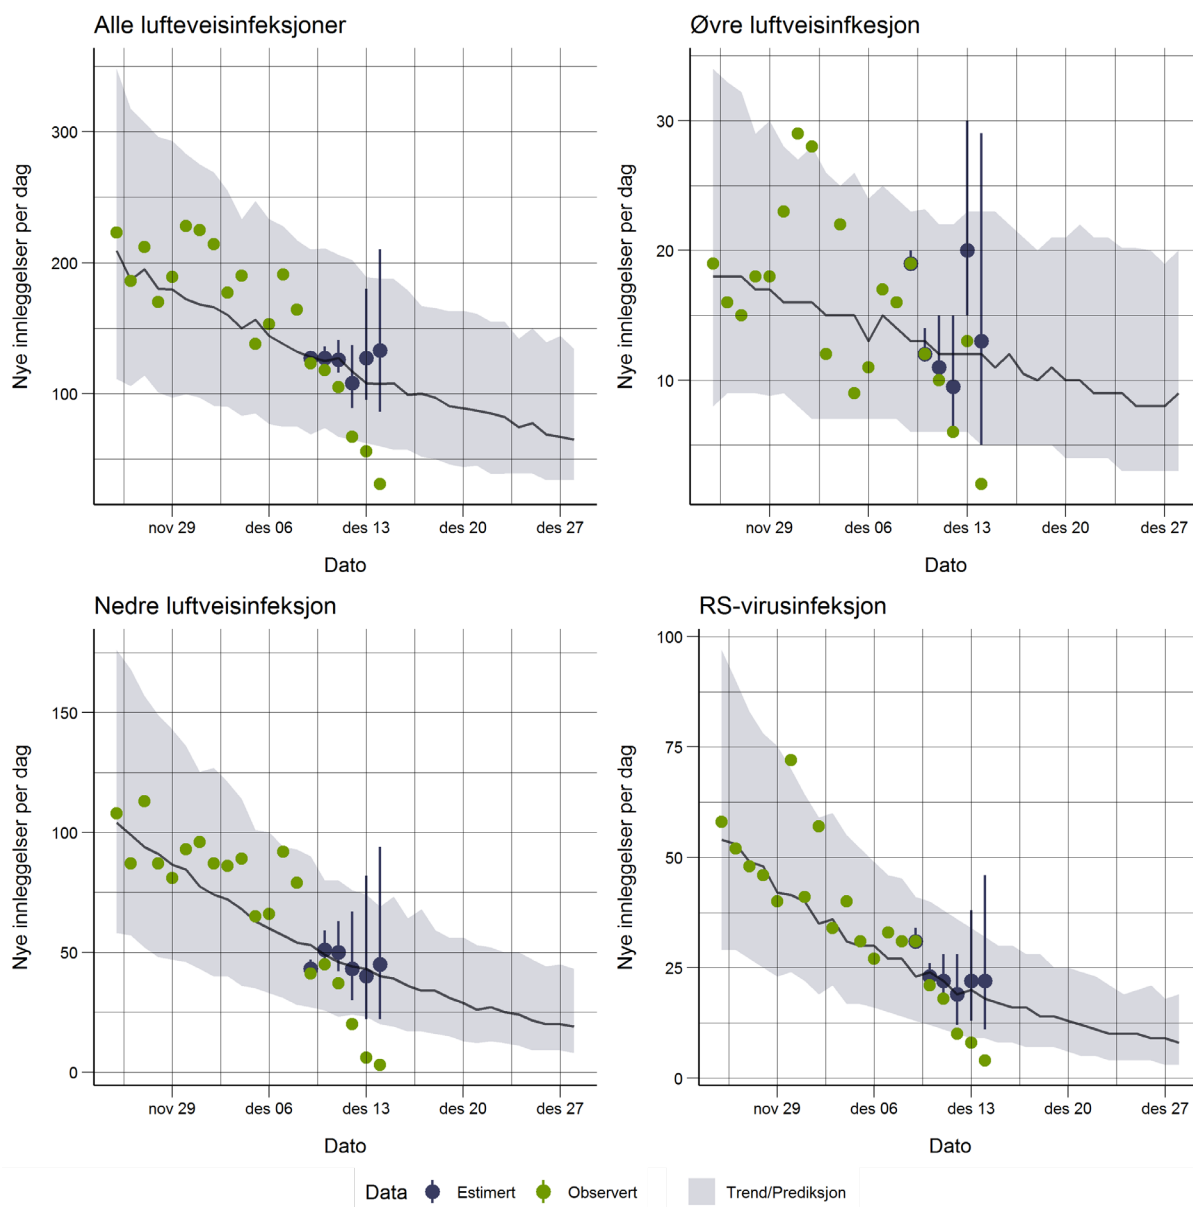 Alle lufteveisinfeksjoner
Nye innleggelser per dag
300
200
100
nov 29 des 06 des 13 des 20 des 27
Dato
Øvre luftveisinfkesjon
Nye innleggelser per dag
30
20
10
nov 29 des 06 des 13 des 20 des 27
Dato
Nedre luftveisinfeksjon
Nye innleggelser per dag
150
100
50
0
nov 29 des 06 des 13 des 20 des 27
Dato
RS-virusinfeksjon
Nye innleggelser per dag
100
75
50
25
0
nov 29 des 06 des 13 des 20 des 27
Dato
Data Estimert Observert Trend/Prediksjon